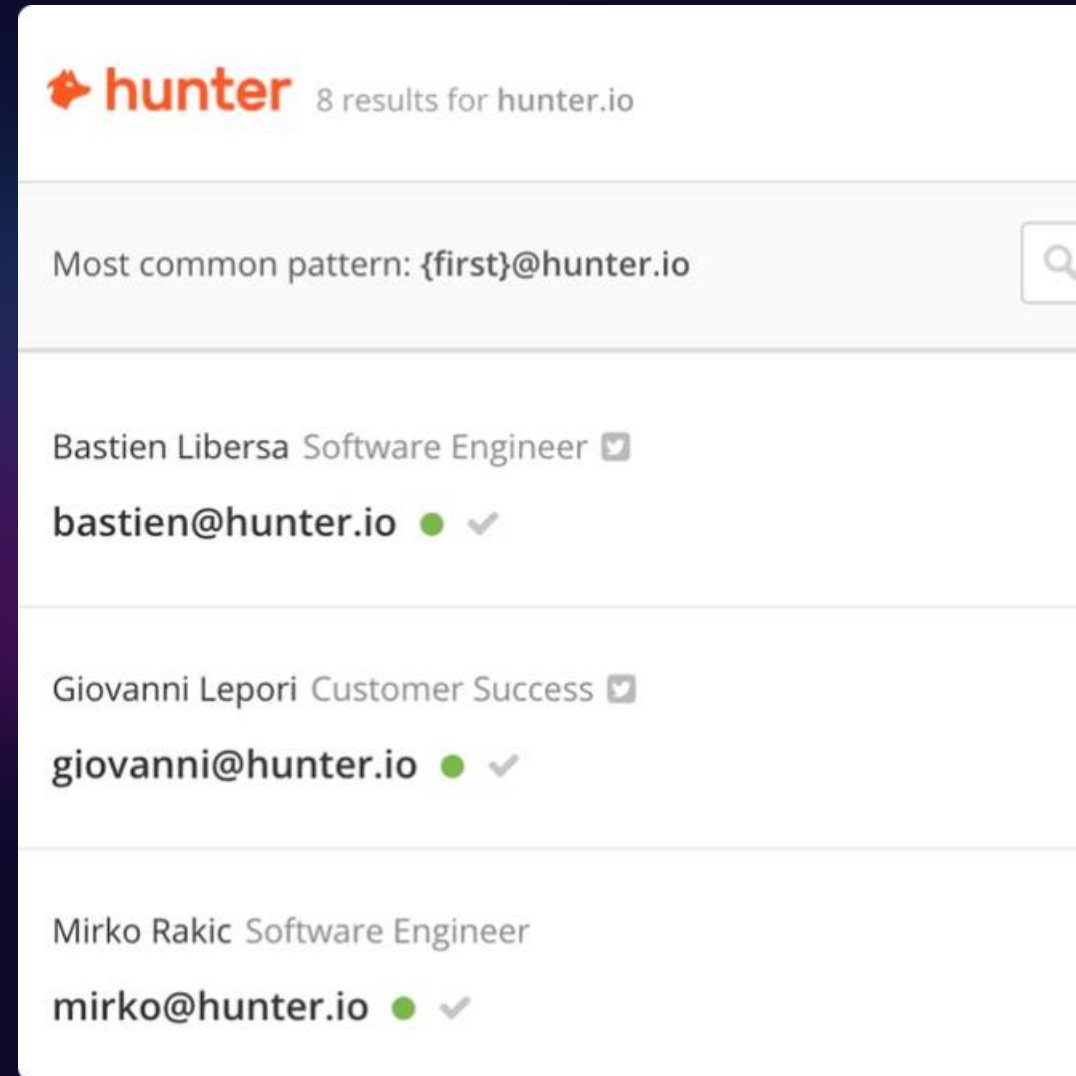 hunter 8 results for hunter.io
Most common pattern: {first}@hunter.io
Bastien Libersa Software Engineer
bastien@hunter.io
Giovanni Lepori Customer Success
giovanni@hunter.io
Mirko Rakic Software Engineer
mirko@hunter.io